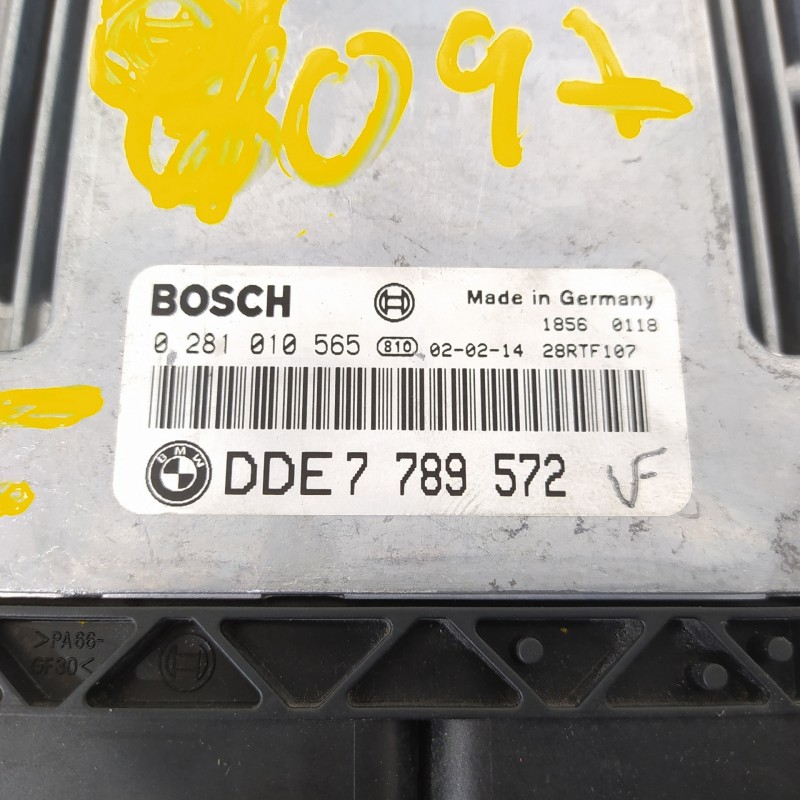 097
BOSCH Made in Germany
1856 0118
0 281 010 565 810 02-02-14 28RTF107
BMW DDE 7 789 572 VF
>PA66-
GF30<